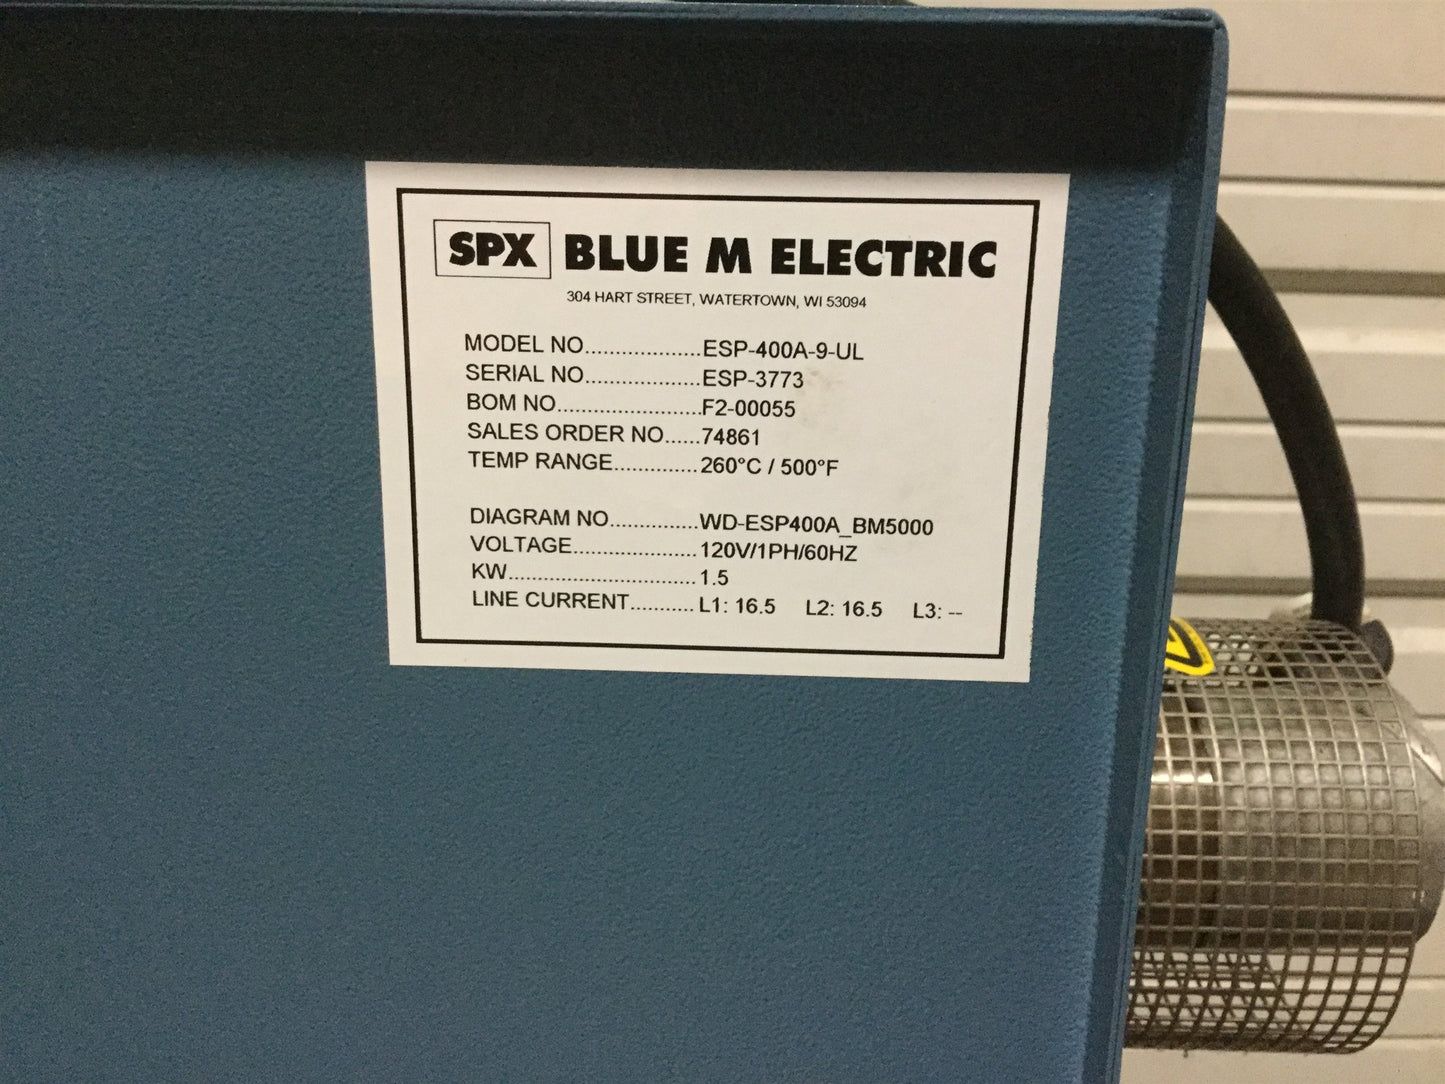 SPX BLUE M ELECTRIC
304 HART STREET, WATERTOWN, WI 53094
MODEL NO...................ESP-400A-9-UL
SERIAL NO...................ESP-3773
BOM NO........................F2-00055
SALES ORDER NO......74861
TEMP RANGE..............260°C / 500°F
DIAGRAM NO...............WD-ESP400A_BM5000
VOLTAGE.....................120V/1PH/60HZ
KW................................1.5
LINE CURRENT...........L1: 16.5 L2: 16.5 L3: --